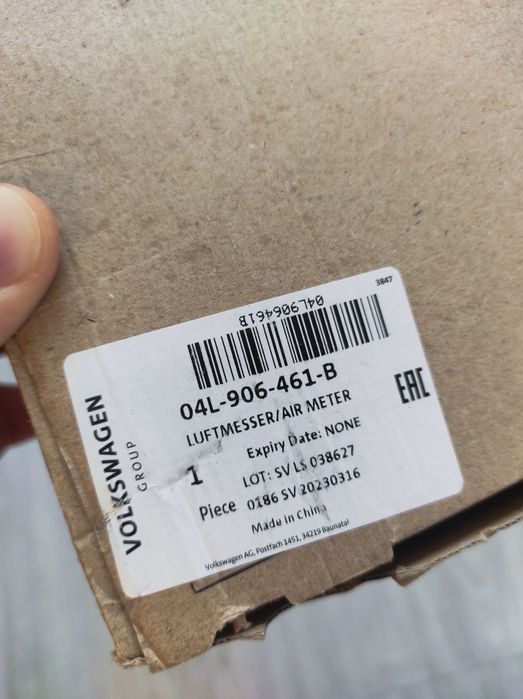 3847
04L906461B
04L-906-461-B
LUFTMESSER/AIR METER
EAC
Expiry Date: NONE
1
LOT: SV LS 038627
Piece
0186 SV 20230316
Made in China
Volkswagen AG, Postfach 1451, 34219 Baunatal
VOLKSWAGEN
GROUP